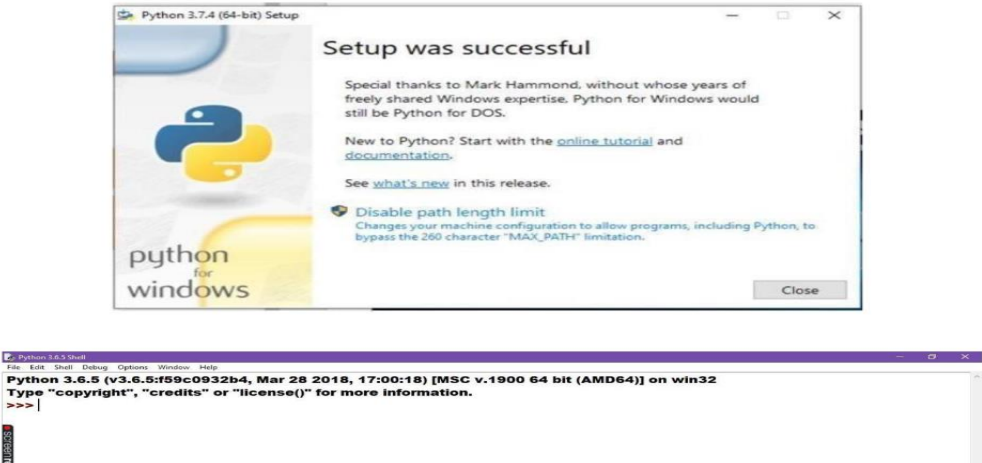 Python 3.7.4 (64-bit) Setup
Setup was successful
Special thanks to Mark Hammond, without whose years of
freely shared Windows expertise, Python for Windows would
still be Python for DOS.
New to Python? Start with the online tutorial and
documentation.
See what's new in this release.
Disable path length limit
Changes your machine configuration to allow programs, including Python, to
bypass the 260 character "MAX_PATH" limitation.
python
for
windows
Close
Python 3.6.5 Shell
File Edit Shell Debug Options Window Help
Python 3.6.5 (v3.6.5:f59c0932b4, Mar 28 2018, 17:00:18) [MSC v.1900 64 bit (AMD64)] on win32
Type "copyright", "credits" or "license()" for more information.
>>>